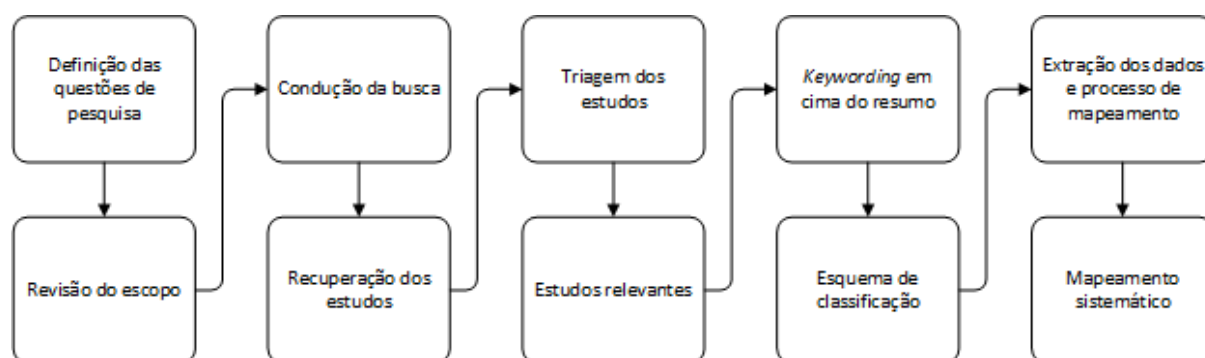 Definição das
questões de
pesquisa
Revisão do escopo
Condução da busca
Recuperação dos
estudos
Triagem dos
estudos
Estudos relevantes
Keywording em
cima do resumo
Esquema de
classificação
Extração dos dados
e processo de
mapeamento
Mapeamento
sistemático